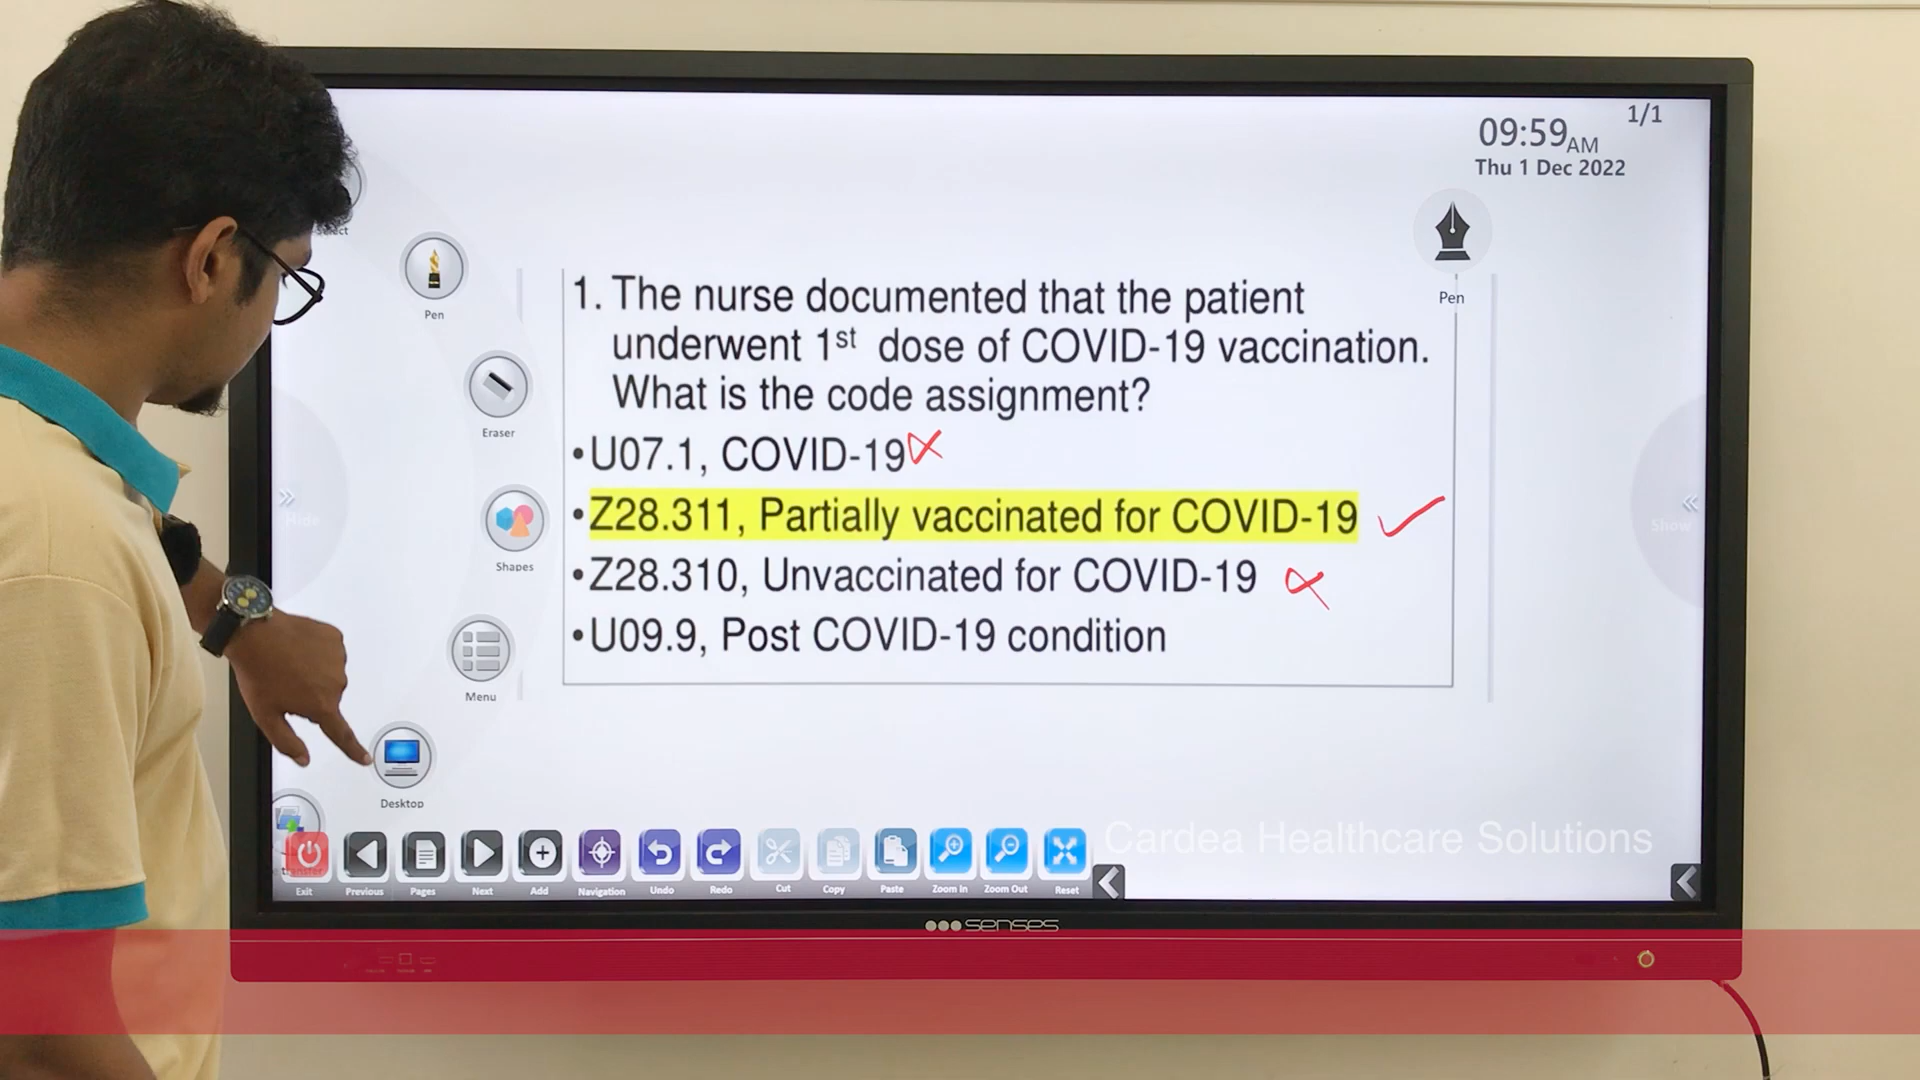 1/1
09:59AM
Thu 1 Dec 2022
Pen
Pen
1. The nurse documented that the patient
underwent 1st dose of COVID-19 vaccination.
What is the code assignment?
Eraser
•U07.1, COVID-19
•Z28.311, Partially vaccinated for COVID-19
Hide
Show
Shapes
•Z28.310, Unvaccinated for COVID-19
•U09.9, Post COVID-19 condition
Menu
Desktop
Cardea Healthcare Solutions
Exit Previous Pages Next Add Navigation Undo Redo Cut Copy Paste Zoom In Zoom Out Reset
senses